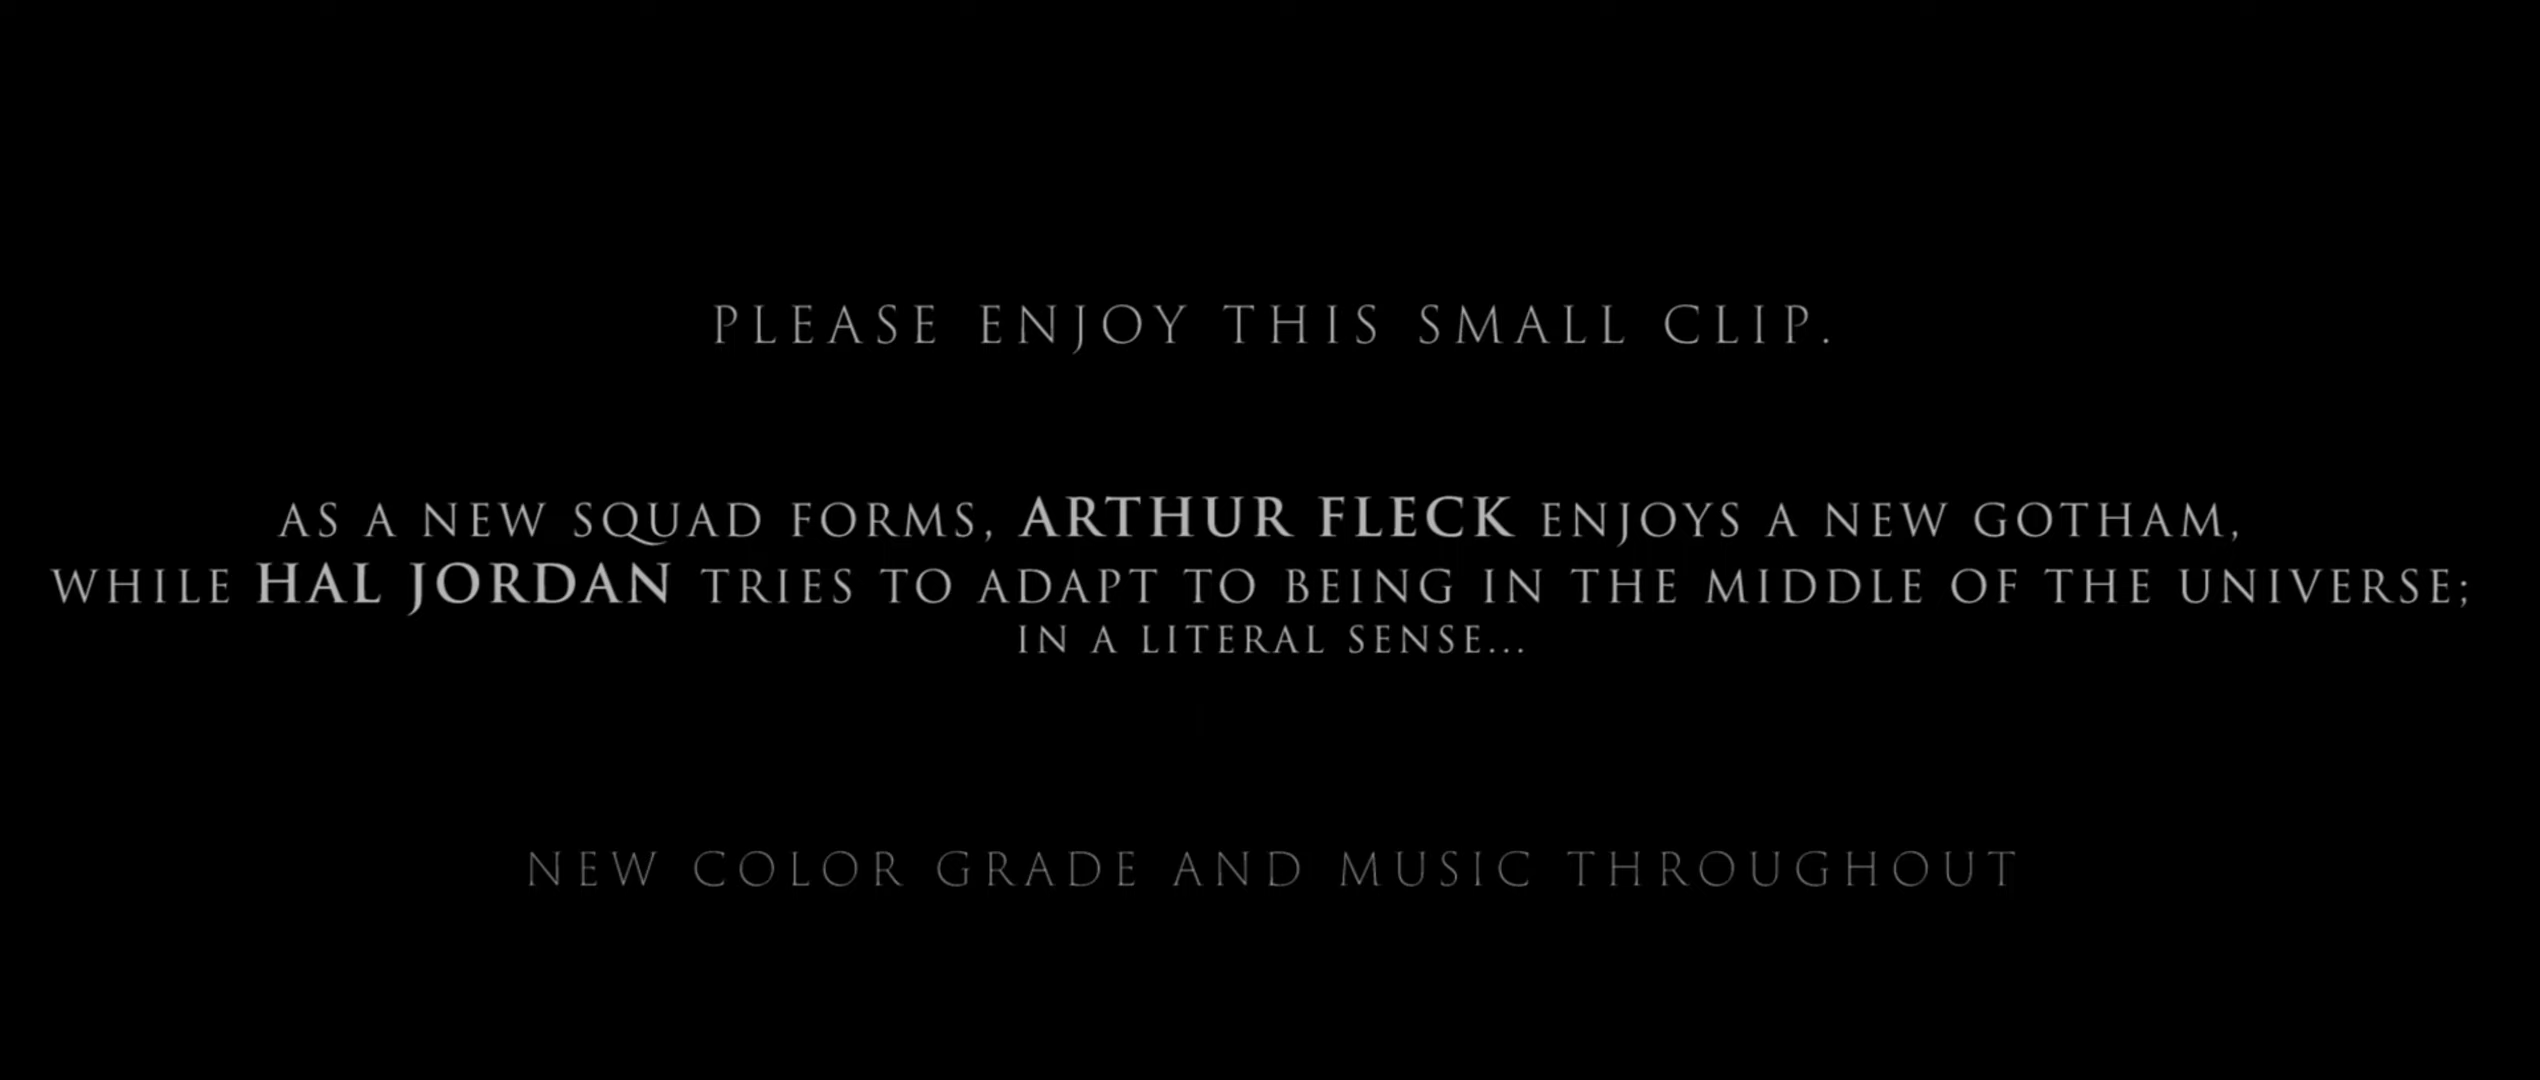 PLEASE ENJOY THIS SMALL CLIP.
AS A NEW SQUAD FORMS, ARTHUR FLECK ENJOYS A NEW GOTHAM,
WHILE HAL JORDAN TRIES TO ADAPT TO BEING IN THE MIDDLE OF THE UNIVERSE;
IN A LITERAL SENSE...
NEW COLOR GRADE AND MUSIC THROUGHOUT